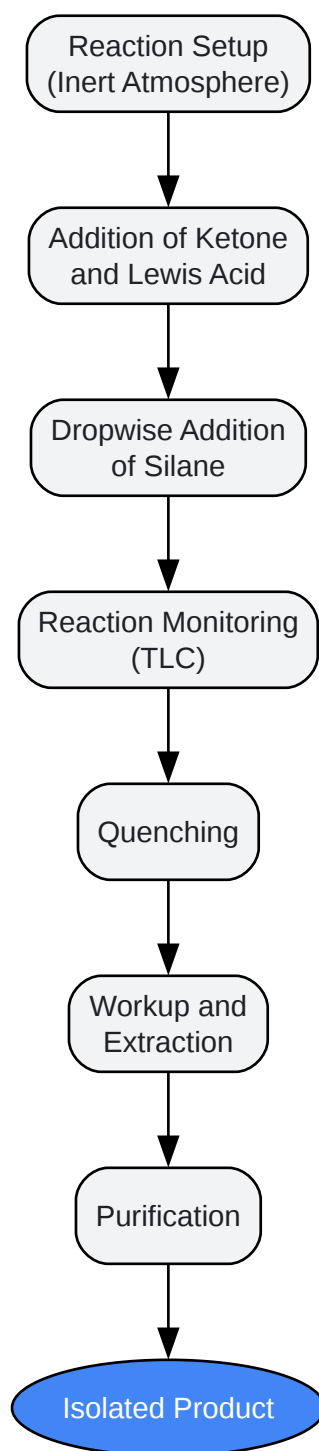 Reaction Setup
(Inert Atmosphere)
Addition of Ketone
and Lewis Acid
Dropwise Addition
of Silane
Reaction Monitoring
(TLC)
Quenching
Workup and
Extraction
Purification
Isolated Product